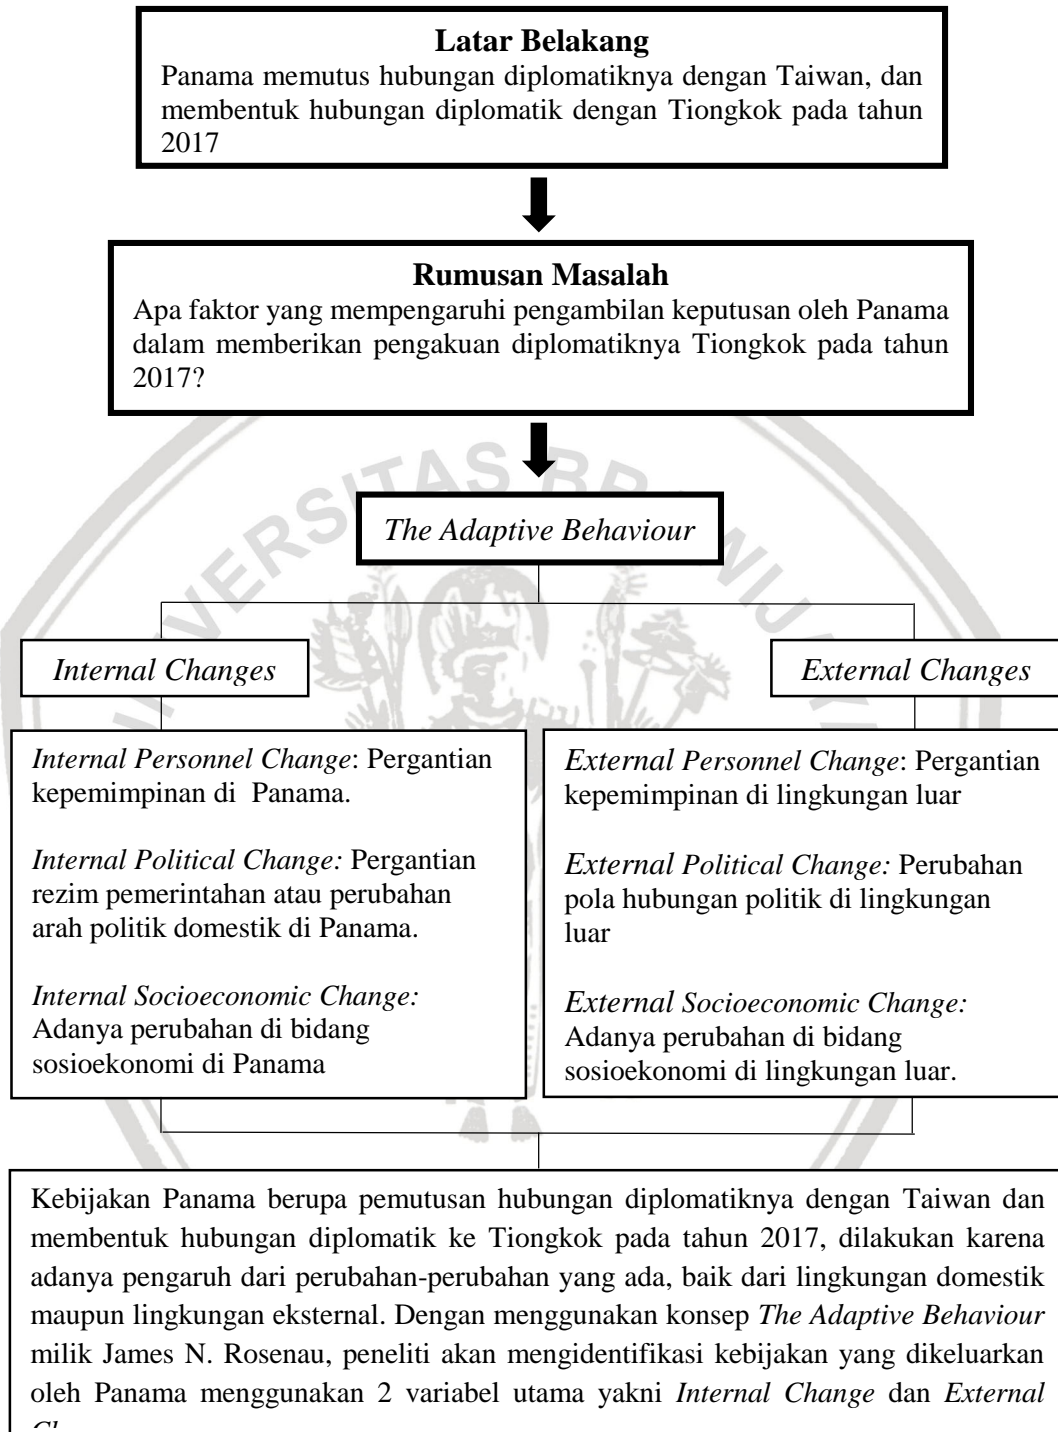 Latar Belakang
Panama memutus hubungan diplomatiknya dengan Taiwan, dan
membentuk hubungan diplomatik dengan Tiongkok pada tahun
2017
Rumusan Masalah
Apa faktor yang mempengaruhi pengambilan keputusan oleh Panama
dalam memberikan pengakuan diplomatiknya Tiongkok pada tahun
2017?
The Adaptive Behaviour
Internal Changes
External Changes
Internal Personnel Change: Pergantian
kepemimpinan di Panama.
Internal Political Change: Pergantian
rezim pemerintahan atau perubahan
arah politik domestik di Panama.
Internal Socioeconomic Change:
Adanya perubahan di bidang
sosioekonomi di Panama
External Personnel Change: Pergantian
kepemimpinan di lingkungan luar
External Political Change: Perubahan
pola hubungan politik di lingkungan
luar
External Socioeconomic Change:
Adanya perubahan di bidang
sosioekonomi di lingkungan luar.
Kebijakan Panama berupa pemutusan hubungan diplomatiknya dengan Taiwan dan
membentuk hubungan diplomatik ke Tiongkok pada tahun 2017, dilakukan karena
adanya pengaruh dari perubahan-perubahan yang ada, baik dari lingkungan domestik
maupun lingkungan eksternal. Dengan menggunakan konsep The Adaptive Behaviour
milik James N. Rosenau, peneliti akan mengidentifikasi kebijakan yang dikeluarkan
oleh Panama menggunakan 2 variabel utama yakni Internal Change dan External